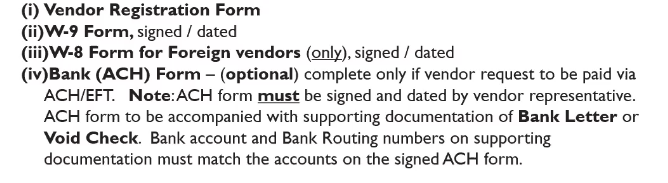 (i) Vendor Registration Form
(ii)W-9 Form, signed / dated
(iii)W-8 Form for Foreign vendors (only), signed / dated
(iv)Bank (ACH) Form – (optional) complete only if vendor request to be paid via
ACH/EFT. Note:ACH form must be signed and dated by vendor representative.
ACH form to be accompanied with supporting documentation of Bank Letter or
Void Check. Bank account and Bank Routing numbers on supporting
documentation must match the accounts on the signed ACH form.